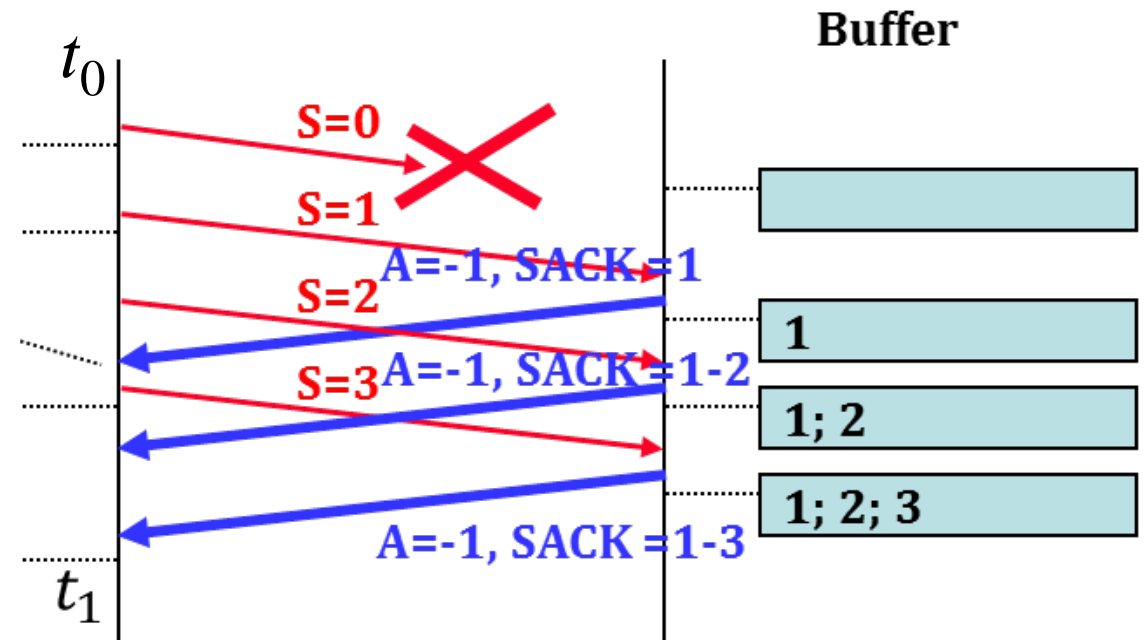 Buffer
t₀
S=0
S=1
A=-1, SACK =1
S=2
1
A=-1, SACK =1-2
S=3
1; 2
1; 2; 3
A=-1, SACK =1-3
t₁